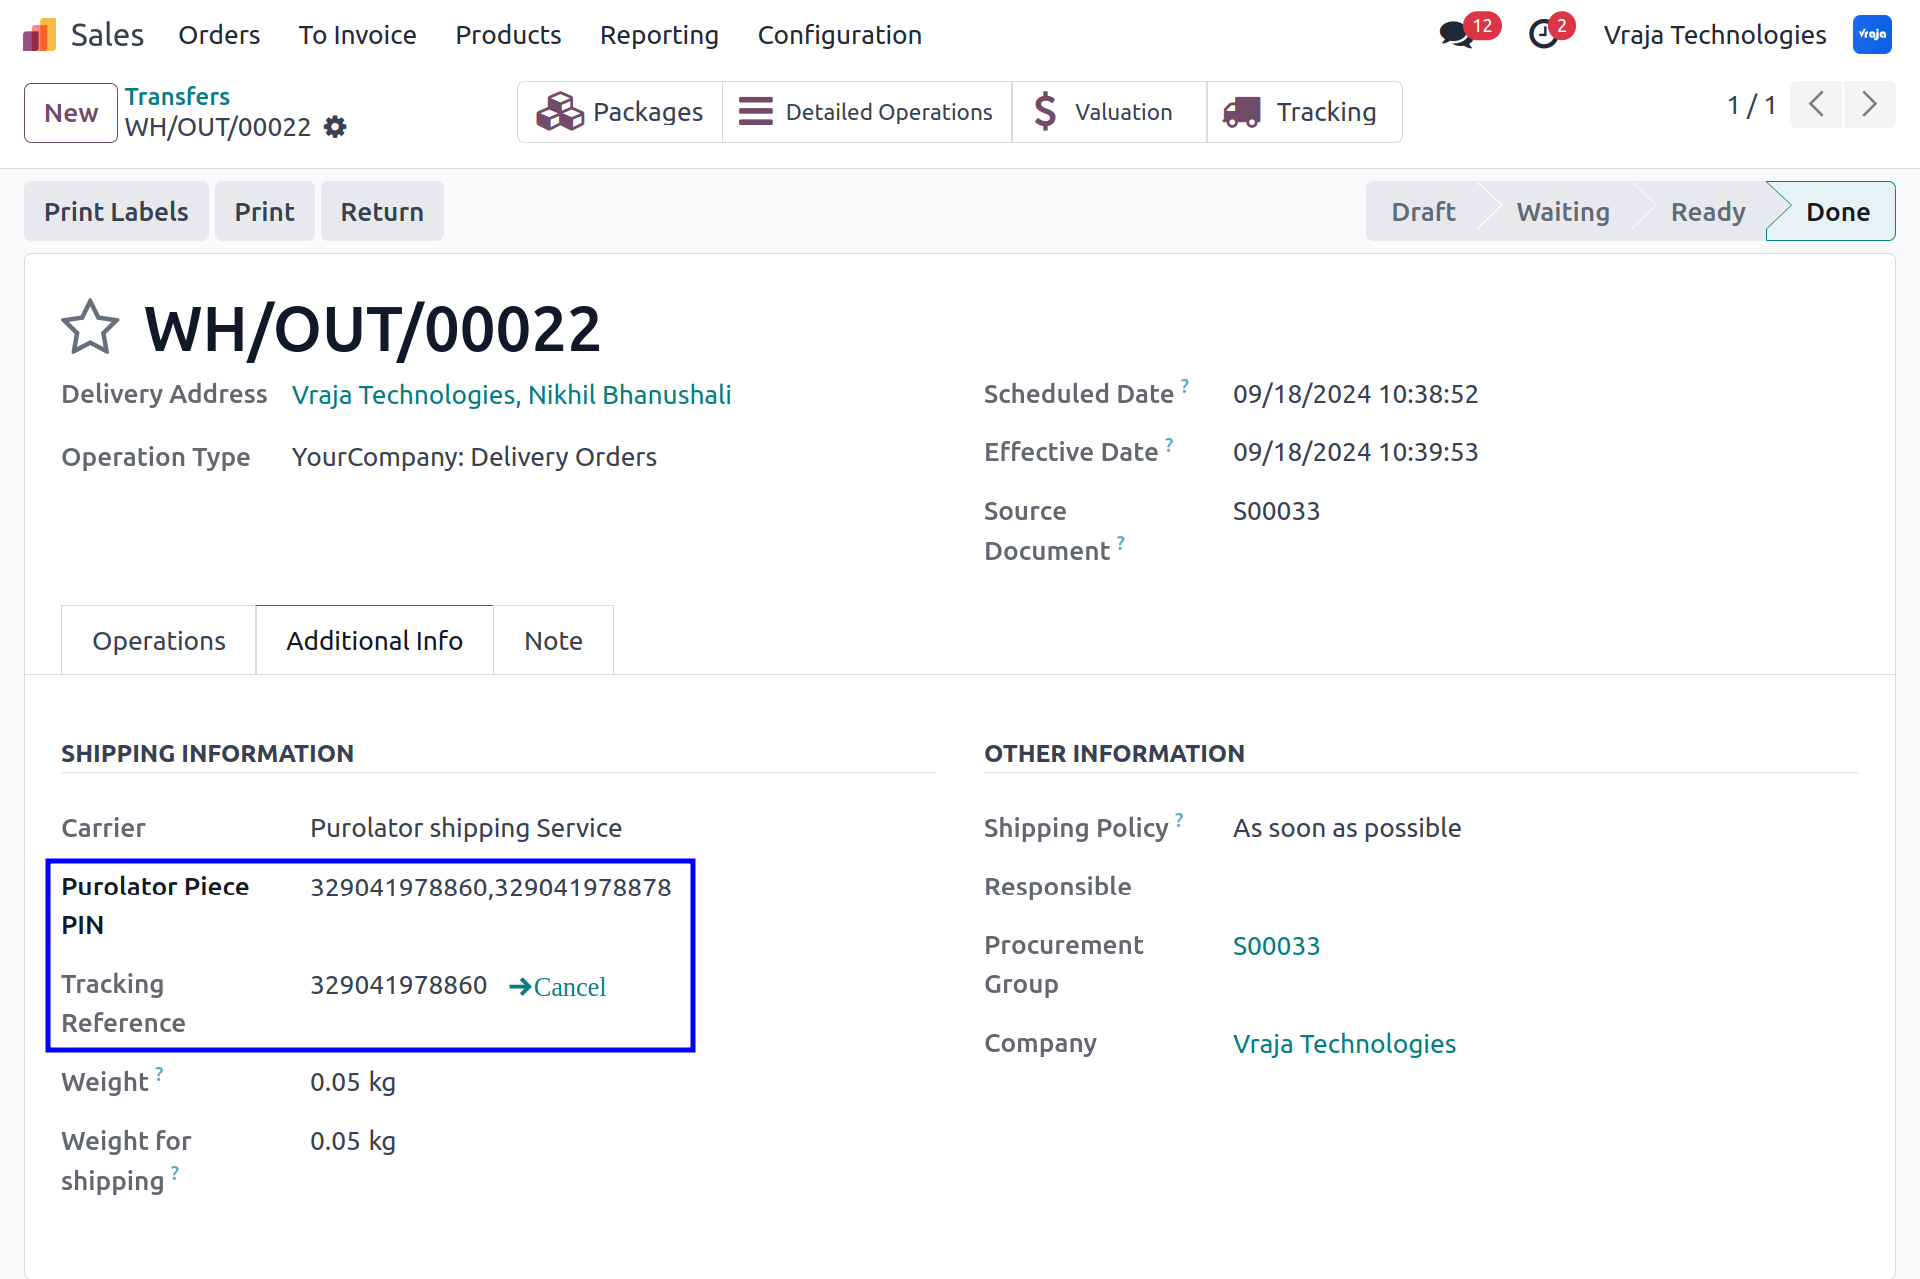 Sales Orders To Invoice Products Reporting Configuration 12 2 Vraja Technologies vraja
New Transfers
WH/OUT/00022
Packages Detailed Operations Valuation Tracking 1 / 1
Print Labels Print Return Draft Waiting Ready Done
WH/OUT/00022
Delivery Address Vraja Technologies, Nikhil Bhanushali
Operation Type YourCompany: Delivery Orders
Scheduled Date ? 09/18/2024 10:38:52
Effective Date ? 09/18/2024 10:39:53
Source S00033
Document ?
Operations Additional Info Note
SHIPPING INFORMATION
Carrier Purolator shipping Service
Purolator Piece 329041978860,329041978878
PIN
Tracking 329041978860 Cancel
Reference
Weight ? 0.05 kg
Weight for 0.05 kg
shipping ?
OTHER INFORMATION
Shipping Policy ? As soon as possible
Responsible
Procurement S00033
Group
Company Vraja Technologies